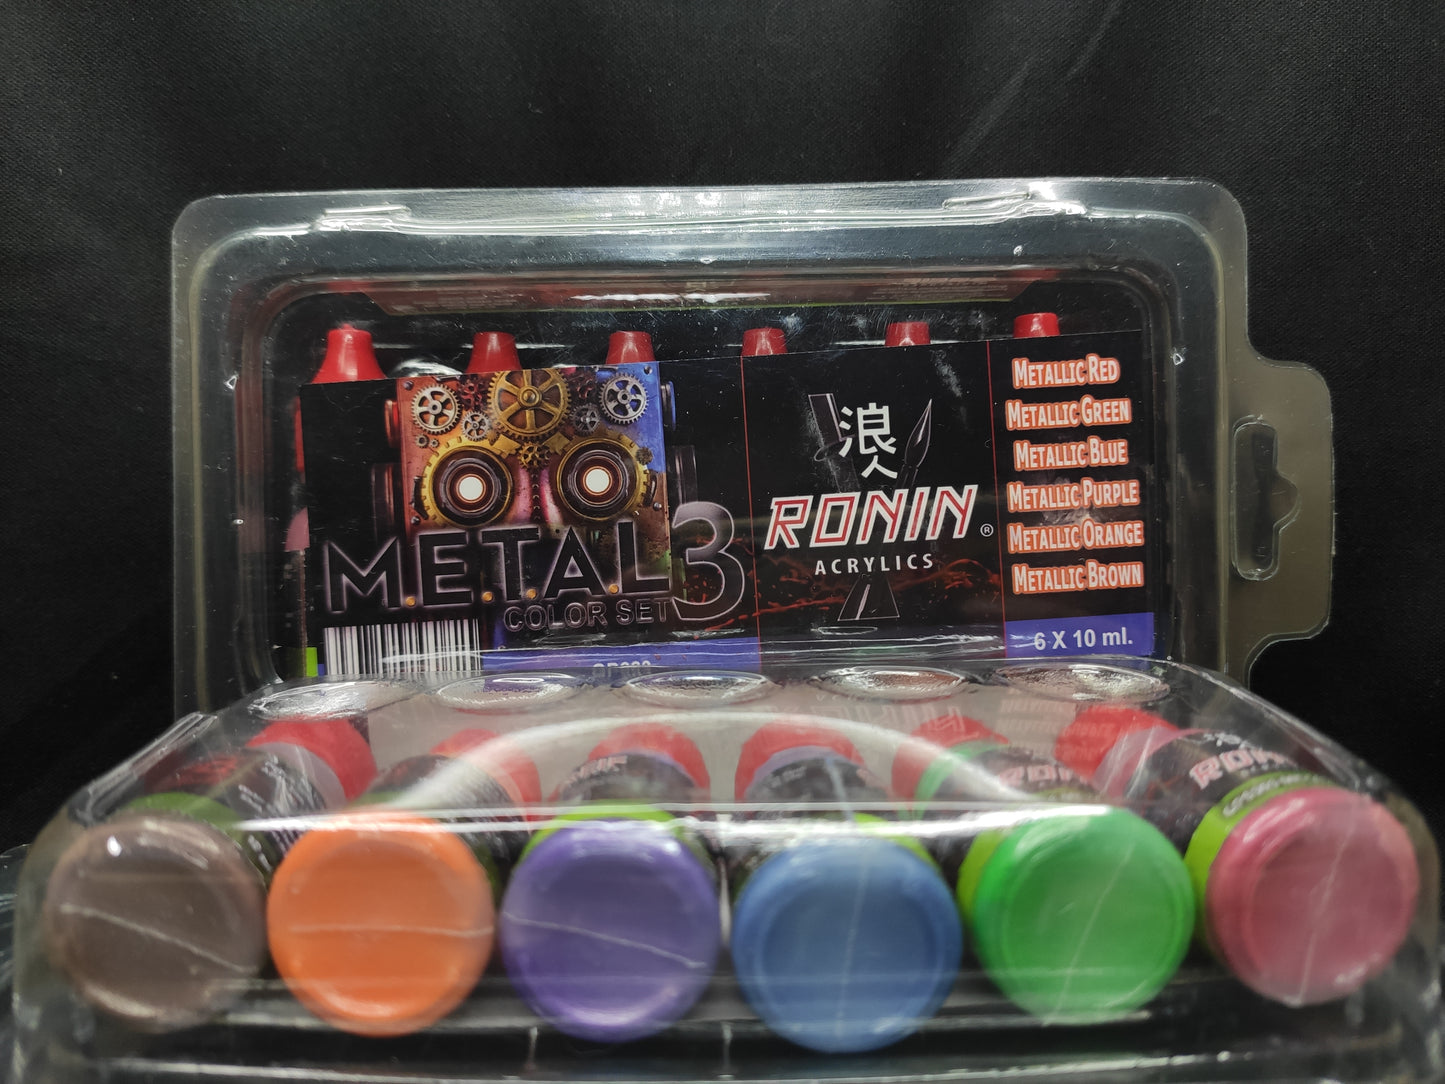 M.E.T.A.L 3
COLOR SET
浪
人
RONIN®
ACRYLICS
METALLIC RED
METALLIC GREEN
METALLIC BLUE
METALLIC PURPLE
METALLIC ORANGE
METALLIC BROWN
6 X 10 ml.